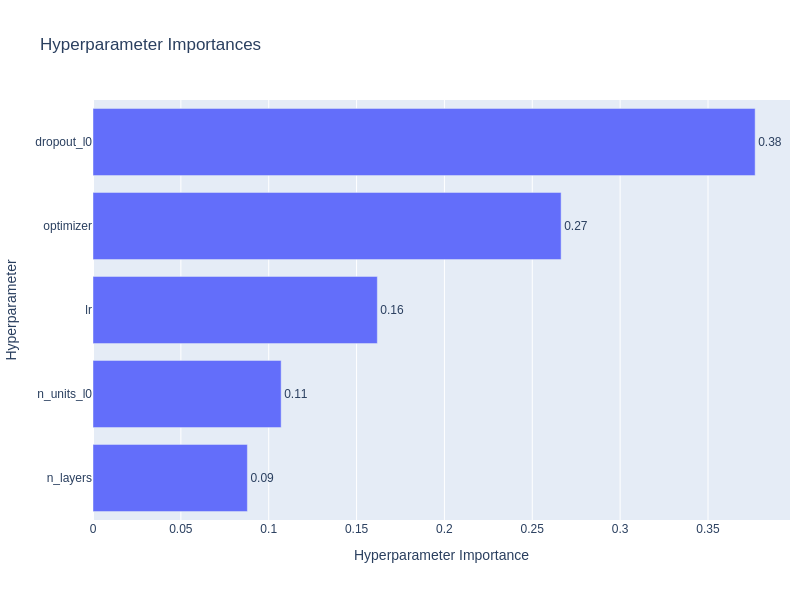 Hyperparameter Importances
Hyperparameter
dropout_l0
0.38
optimizer
0.27
lr
0.16
n_units_l0
0.11
n_layers
0.09
0
0.05
0.1
0.15
0.2
0.25
0.3
0.35
Hyperparameter Importance